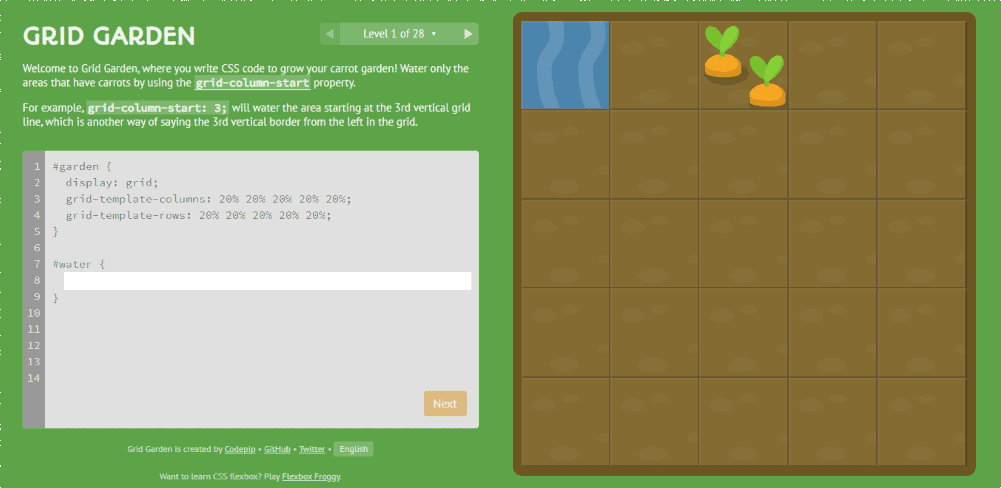 GRID GARDEN
◀ Level 1 of 28 ▾ ▶
Welcome to Grid Garden, where you write CSS code to grow your carrot garden! Water only the
areas that have carrots by using the grid-column-start property.
For example, grid-column-start: 3; will water the area starting at the 3rd vertical grid
line, which is another way of saying the 3rd vertical border from the left in the grid.
1 #garden {
2 display: grid;
3 grid-template-columns: 20% 20% 20% 20% 20%;
4 grid-template-rows: 20% 20% 20% 20% 20%;
5 }
6
7 #water {
8
9 }
10
11
12
13
14
Next
Grid Garden is created by Codepip • GitHub • Twitter • English
Want to learn CSS flexbox? Play Flexbox Froggy.